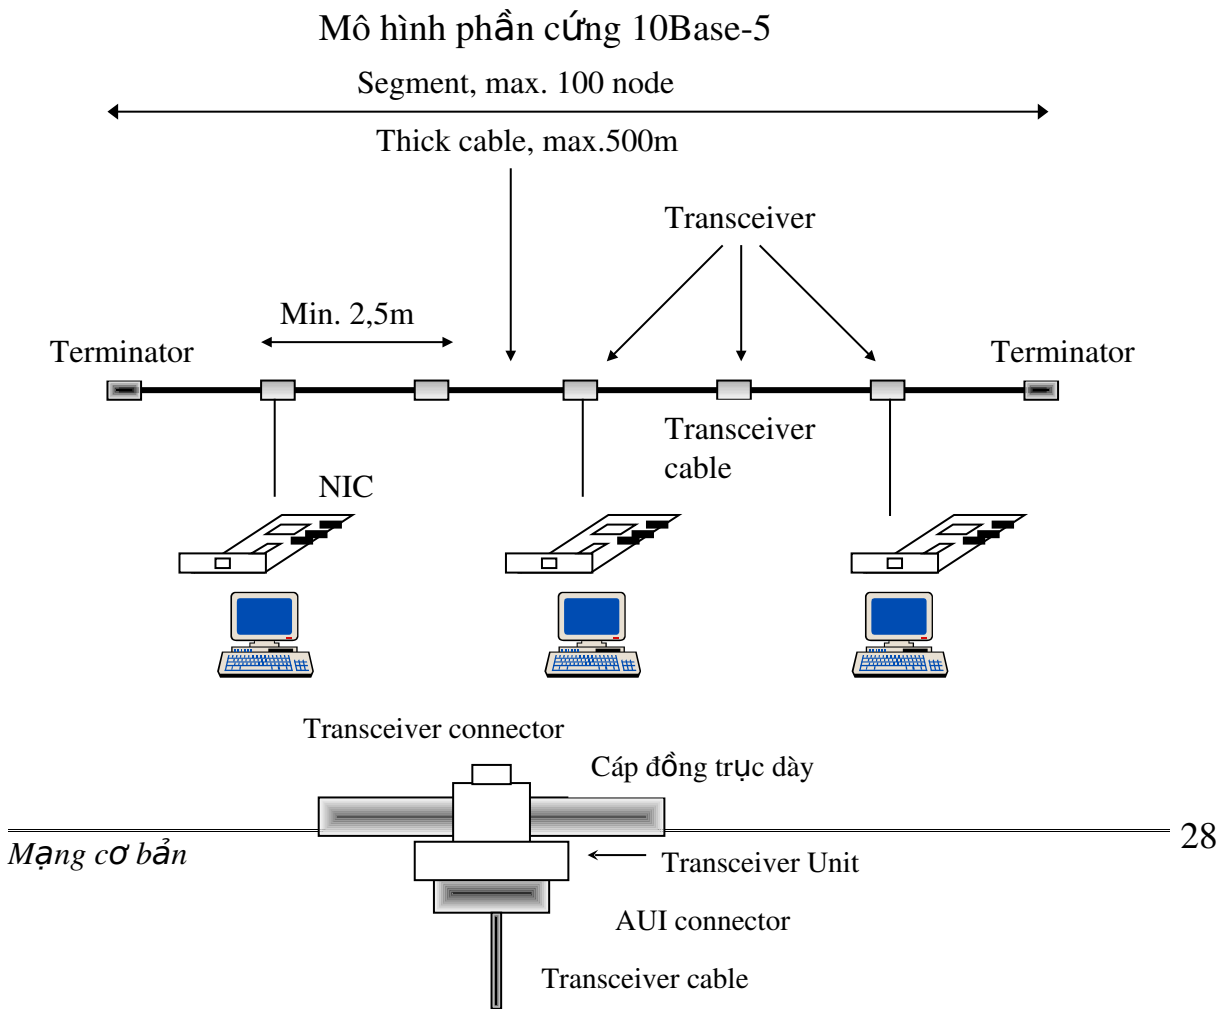 Mô hình phần cứng 10Base-5
Segment, max. 100 node
Thick cable, max.500m
Transceiver
Min. 2,5m
Terminator
Terminator
Transceiver
cable
NIC
Transceiver connector
Cáp đồng trục dày
28
Mạng cơ bản
Transceiver Unit
AUI connector
Transceiver cable